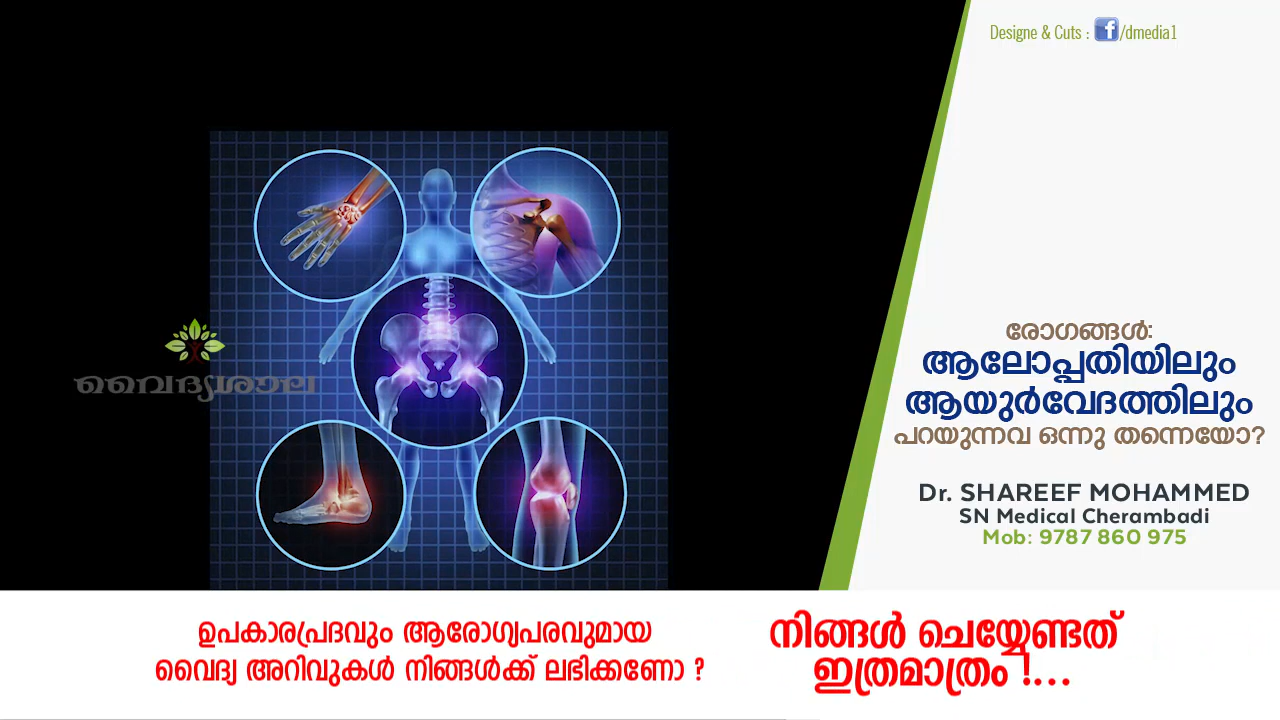 Designe & Cuts : f/dmedia1
വൈദ്യശാല
രോഗങ്ങൾ:
ആലോപ്പതിയിലും
ആയുർവേദത്തിലും
പറയുന്നവ ഒന്നു തന്നെയോ?
Dr. SHAREEF MOHAMMED
SN Medical Cherambadi
Mob: 9787 860 975
ഉപകാരപ്രദവും ആരോഗ്യപരവുമായ
വൈദ്യ അറിവുകൾ നിങ്ങൾക്ക് ലഭിക്കണോ ?
നിങ്ങൾ ചെയ്യേണ്ടത്
ഇത്രമാത്രം !...